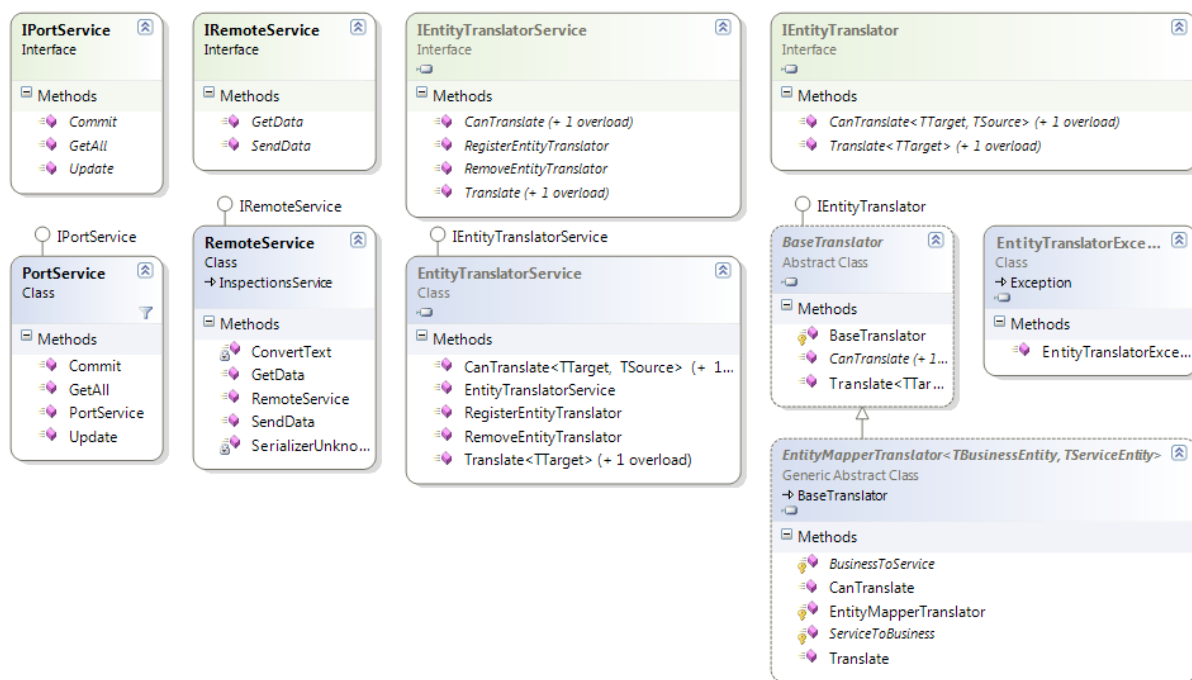 IPortService
Interface
Methods
Commit
GetAll
Update
IRemoteService
Interface
Methods
GetData
SendData
IEntityTranslatorService
Interface
Methods
CanTranslate (+ 1 overload)
RegisterEntityTranslator
RemoveEntityTranslator
Translate (+ 1 overload)
IEntityTranslator
Interface
Methods
CanTranslate<TTarget, TSource> (+ 1 overload)
Translate<TTarget> (+ 1 overload)
IPortService
PortService
Class
Methods
Commit
GetAll
PortService
Update
IRemoteService
RemoteService
Class
InspectionsService
Methods
ConvertText
GetData
RemoteService
SendData
SerializerUnkno...
IEntityTranslatorService
EntityTranslatorService
Class
Methods
CanTranslate<TTarget, TSource> (+ 1...
EntityTranslatorService
RegisterEntityTranslator
RemoveEntityTranslator
Translate<TTarget> (+ 1 overload)
IEntityTranslator
BaseTranslator
Abstract Class
Methods
BaseTranslator
CanTranslate (+ 1...
Translate<TTar...
EntityTranslatorExce...
Class
Exception
Methods
EntityTranslatorExce...
EntityMapperTranslator<TBusinessEntity, TServiceEntity>
Generic Abstract Class
BaseTranslator
Methods
BusinessToService
CanTranslate
EntityMapperTranslator
ServiceToBusiness
Translate